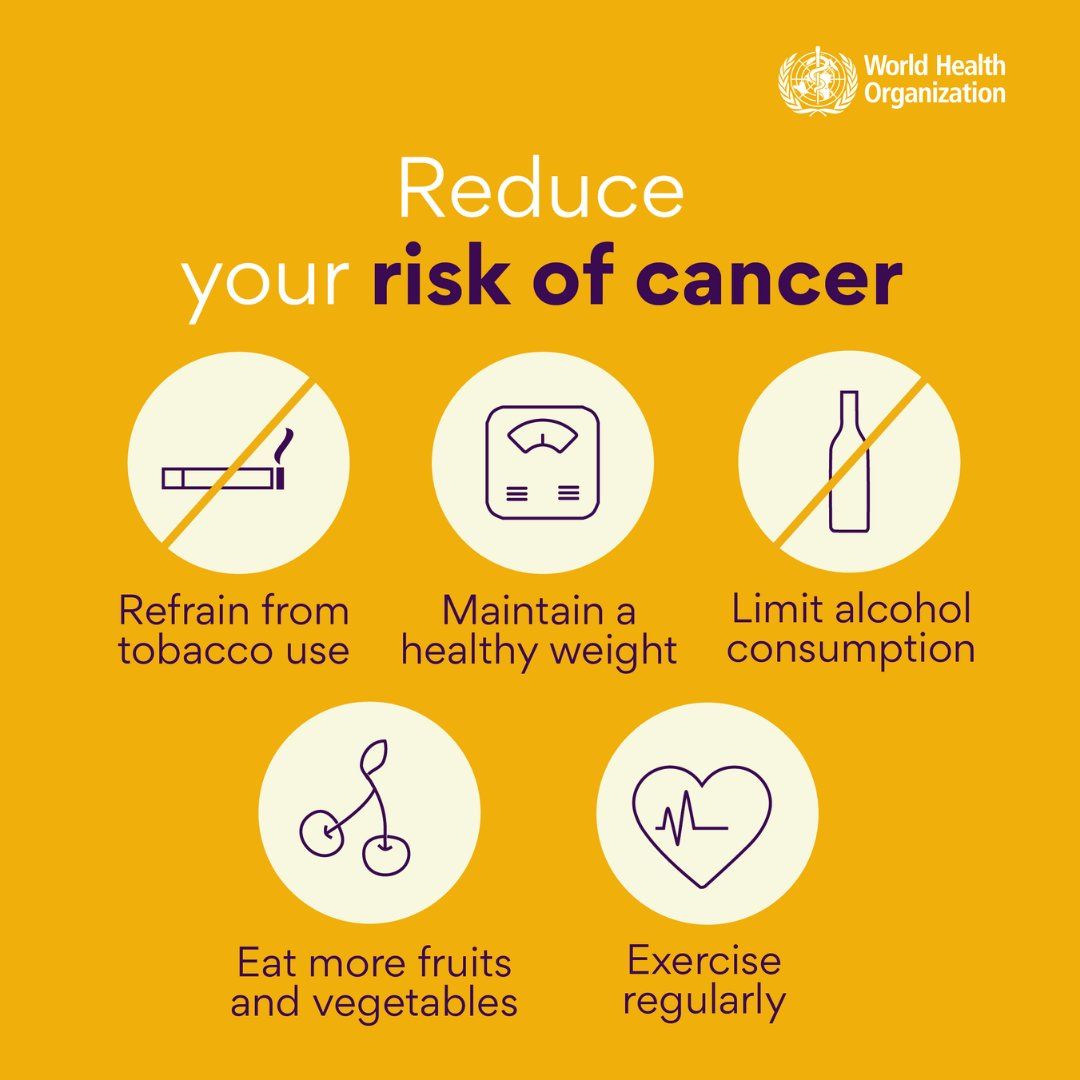 World Health
Organization
Reduce
your risk of cancer
Refrain from
tobacco use
Maintain a
healthy weight
Limit alcohol
consumption
Eat more fruits
and vegetables
Exercise
regularly